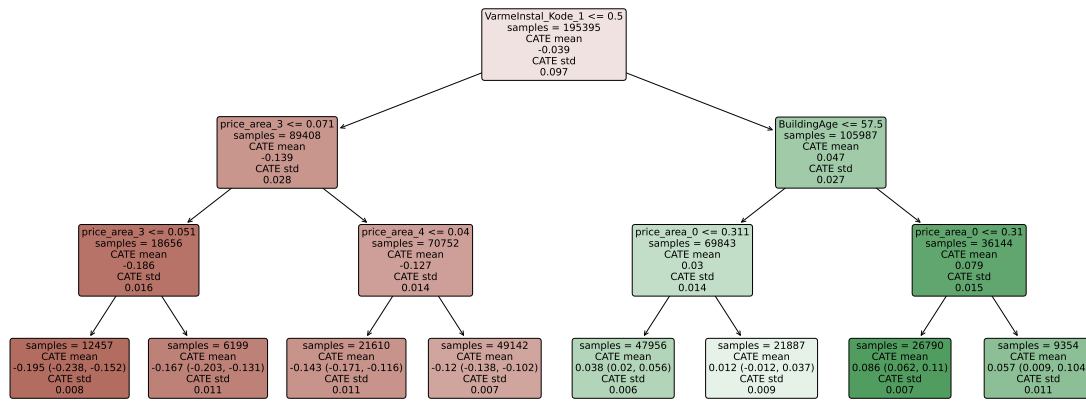 VarmeInstal_Kode_1 <= 0.5
samples = 195395
CATE mean
-0.039
CATE std
0.097
price_area_3 <= 0.071
samples = 89408
CATE mean
-0.139
CATE std
0.028
BuildingAge <= 57.5
samples = 105987
CATE mean
0.047
CATE std
0.027
price_area_3 <= 0.051
samples = 18656
CATE mean
-0.186
CATE std
0.016
price_area_4 <= 0.04
samples = 70752
CATE mean
-0.127
CATE std
0.014
price_area_0 <= 0.311
samples = 69843
CATE mean
0.03
CATE std
0.014
price_area_0 <= 0.31
samples = 36144
CATE mean
0.079
CATE std
0.015
samples = 12457
CATE mean
-0.195 (-0.238, -0.152)
CATE std
0.008
samples = 6199
CATE mean
-0.167 (-0.203, -0.131)
CATE std
0.011
samples = 21610
CATE mean
-0.143 (-0.171, -0.116)
CATE std
0.011
samples = 49142
CATE mean
-0.12 (-0.138, -0.102)
CATE std
0.007
samples = 47956
CATE mean
0.038 (0.02, 0.056)
CATE std
0.006
samples = 21887
CATE mean
0.012 (-0.012, 0.037)
CATE std
0.009
samples = 26790
CATE mean
0.086 (0.062, 0.11)
CATE std
0.007
samples = 9354
CATE mean
0.057 (0.009, 0.104
CATE std
0.011